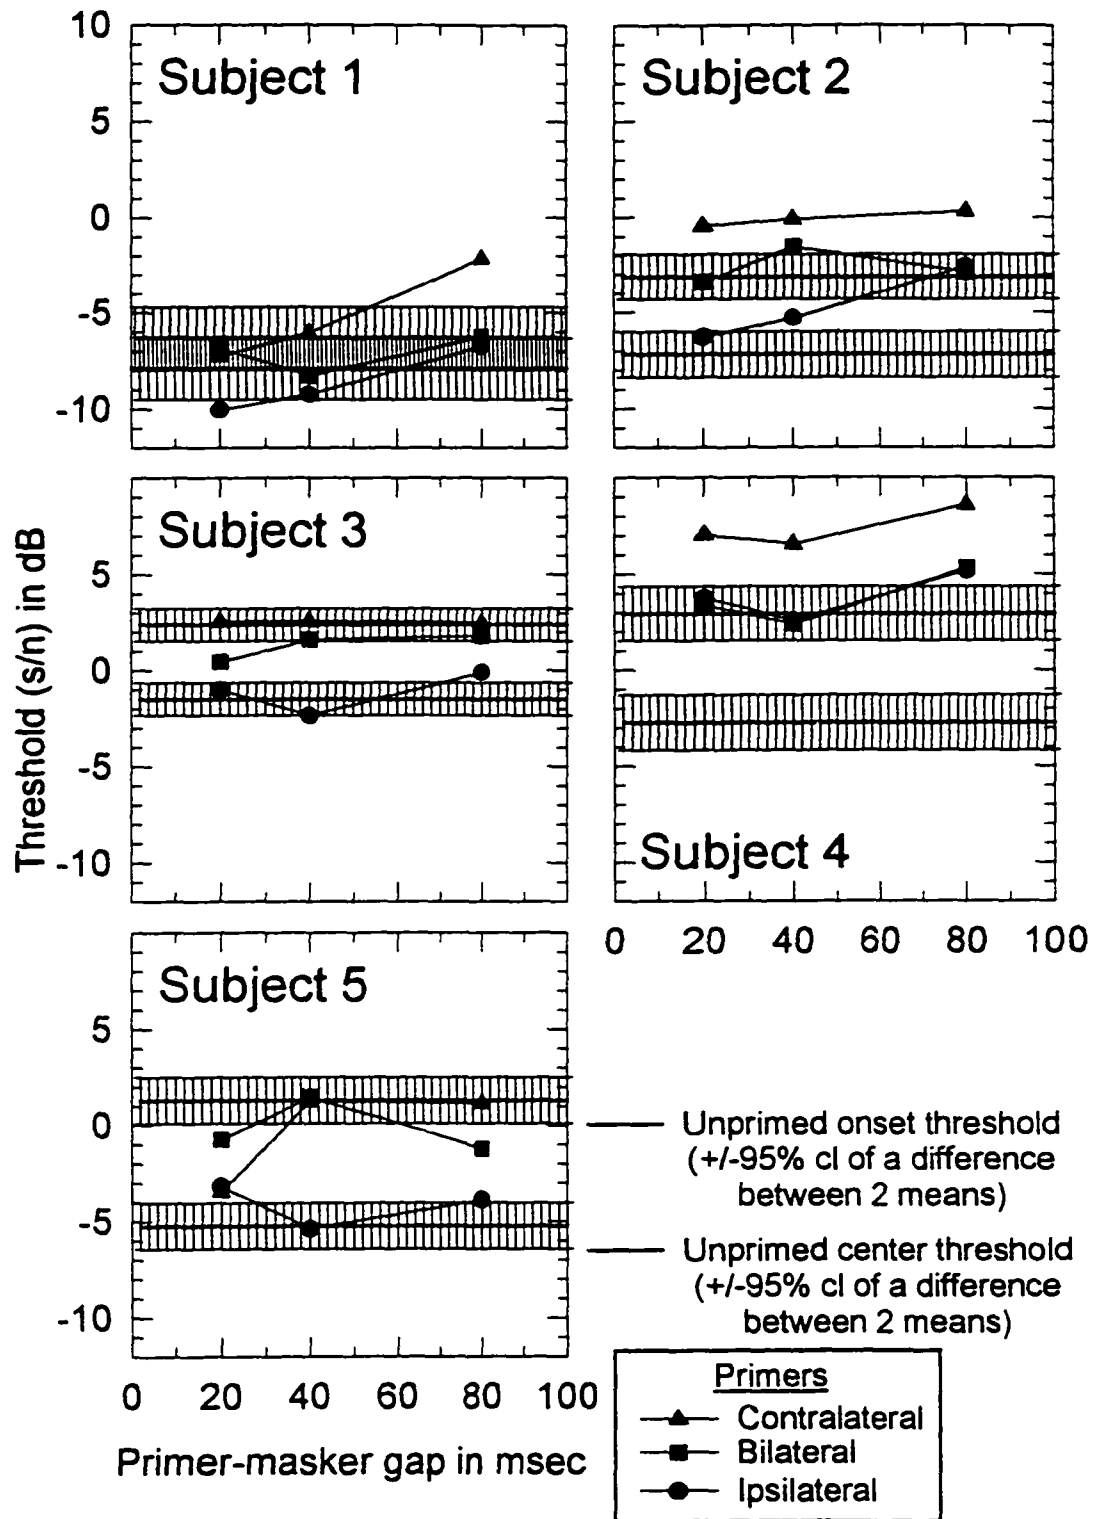 10
Subject 1
Subject 2
5
0
-5
-10
Threshold (s/n) in dB
Subject 3
5
0
-5
-10
Subject 4
0 20 40 60 80 100
Subject 5
5
0
-5
-10
0 20 40 60 80 100
Primer-masker gap in msec
Unprimed onset threshold
(+/-95% cl of a difference
between 2 means)
Unprimed center threshold
(+/-95% cl of a difference
between 2 means)
Primers
Contralateral
Bilateral
Ipsilateral